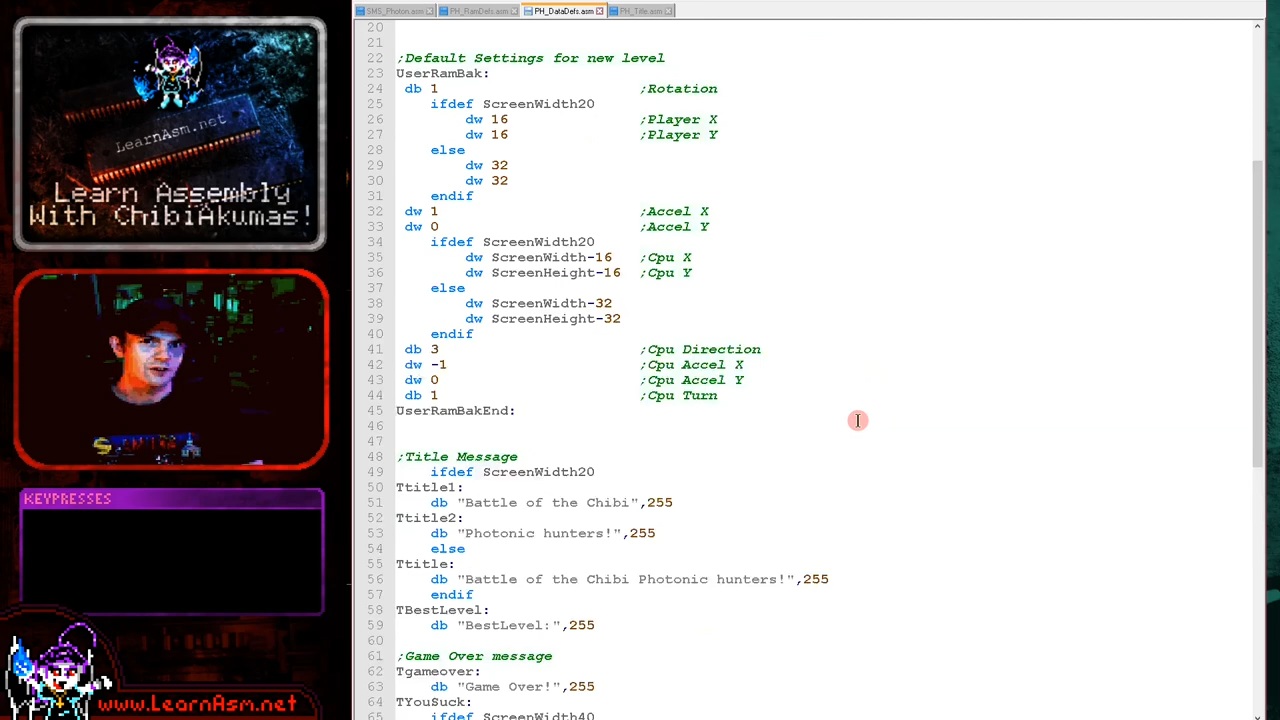 SMS_Photon.asm PH_RamDefs.asm PH_DataDefs.asm PH_Title.asm
20
21
22 ;Default Settings for new level
23 UserRamBak:
24 db 1 ;Rotation
25 ifdef ScreenWidth20
26 dw 16 ;Player X
27 dw 16 ;Player Y
28 else
29 dw 32
30 dw 32
31 endif
32 dw 1 ;Accel X
33 dw 0 ;Accel Y
34 ifdef ScreenWidth20
35 dw ScreenWidth-16 ;Cpu X
36 dw ScreenHeight-16 ;Cpu Y
37 else
38 dw ScreenWidth-32
39 dw ScreenHeight-32
40 endif
41 db 3 ;Cpu Direction
42 dw -1 ;Cpu Accel X
43 dw 0 ;Cpu Accel Y
44 db 1 ;Cpu Turn
45 UserRamBakEnd:
46
47
48 ;Title Message
49 ifdef ScreenWidth20
50 Ttitle1:
51 db "Battle of the Chibi",255
52 Ttitle2:
53 db "Photonic hunters!",255
54 else
55 Ttitle:
56 db "Battle of the Chibi Photonic hunters!",255
57 endif
58 TBestLevel:
59 db "BestLevel:",255
60
61 ;Game Over message
62 Tgameover:
63 db "Game Over!",255
64 TYouSuck:
65 ifdef ScreenWidth40
LearnAsm.net
Learn Assembly
With ChibiAkumas!
KEYPRESSES
www.LearnAsm.net